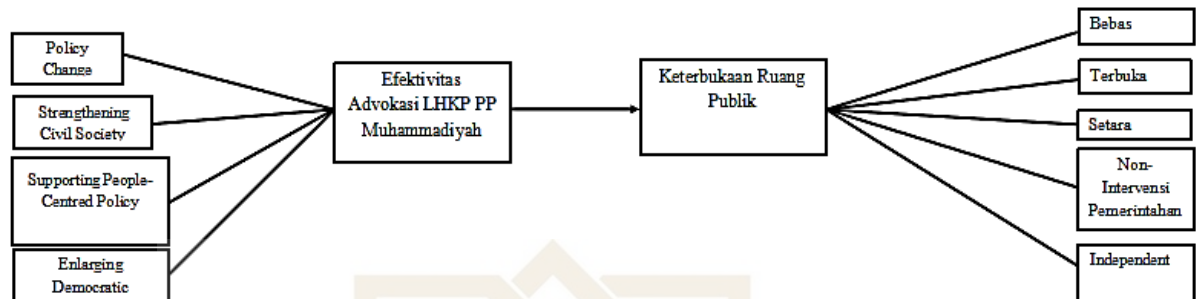 Policy
Change
Strengthening
Civil Society
Supporting People-
Centred Policy
Enlarging
Democratic
Efektivitas
Advokasi LHKP PP
Muhammadiyah
Keterbukaan Ruang
Publik
Bebas
Terbuka
Setara
Non-
Intervensi
Pemerintahan
Independent